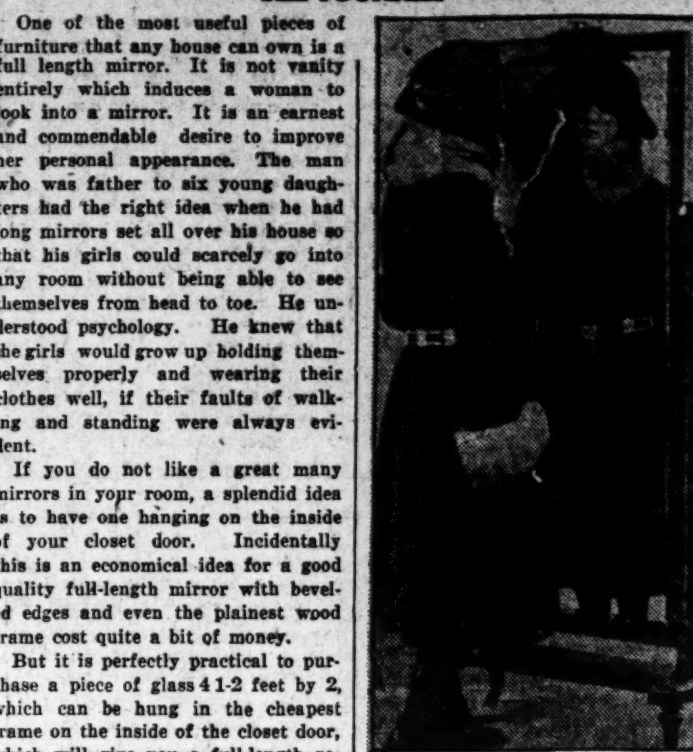 One of the most useful pieces of
furniture that any house can own is a
full length mirror. It is not vanity
entirely which induces a woman to
look into a mirror. It is an earnest
and commendable desire to improve
her personal appearance. The man
who was father to six young daugh-
ters had the right idea when he had
long mirrors set all over his house so
that his girls could scarcely go into
any room without being able to see
themselves from head to toe. He un-
derstood psychology. He knew that
the girls would grow up holding them-
selves properly and wearing their
clothes well, if their faults of walk-
ing and standing were always evi-
dent.
If you do not like a great many
mirrors in your room, a splendid idea
is to have one hanging on the inside
of your closet door. Incidentally
this is an economical idea for a good
quality full-length mirror with bevel-
ed edges and even the plainest wood
frame cost quite a bit of money.
But it is perfectly practical to pur-
chase a piece of glass 4 1-2 feet by 2,
which can be hung in the cheapest
frame on the inside of the closet door,